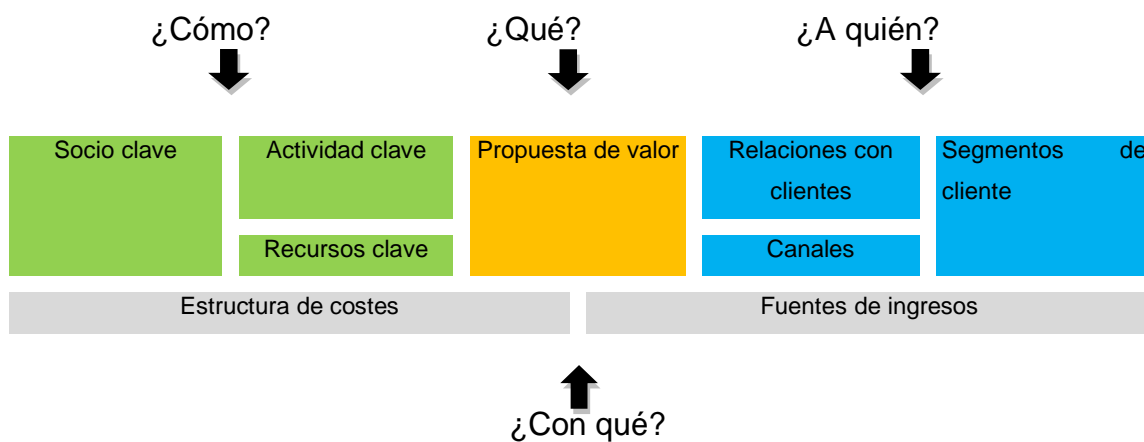 ¿Cómo?
¿Qué?
¿A quién?
Socio clave
Actividad clave
Propuesta de valor
Relaciones con
clientes
Segmentos de
cliente
Recursos clave
Canales
Estructura de costes
Fuentes de ingresos
¿Con qué?